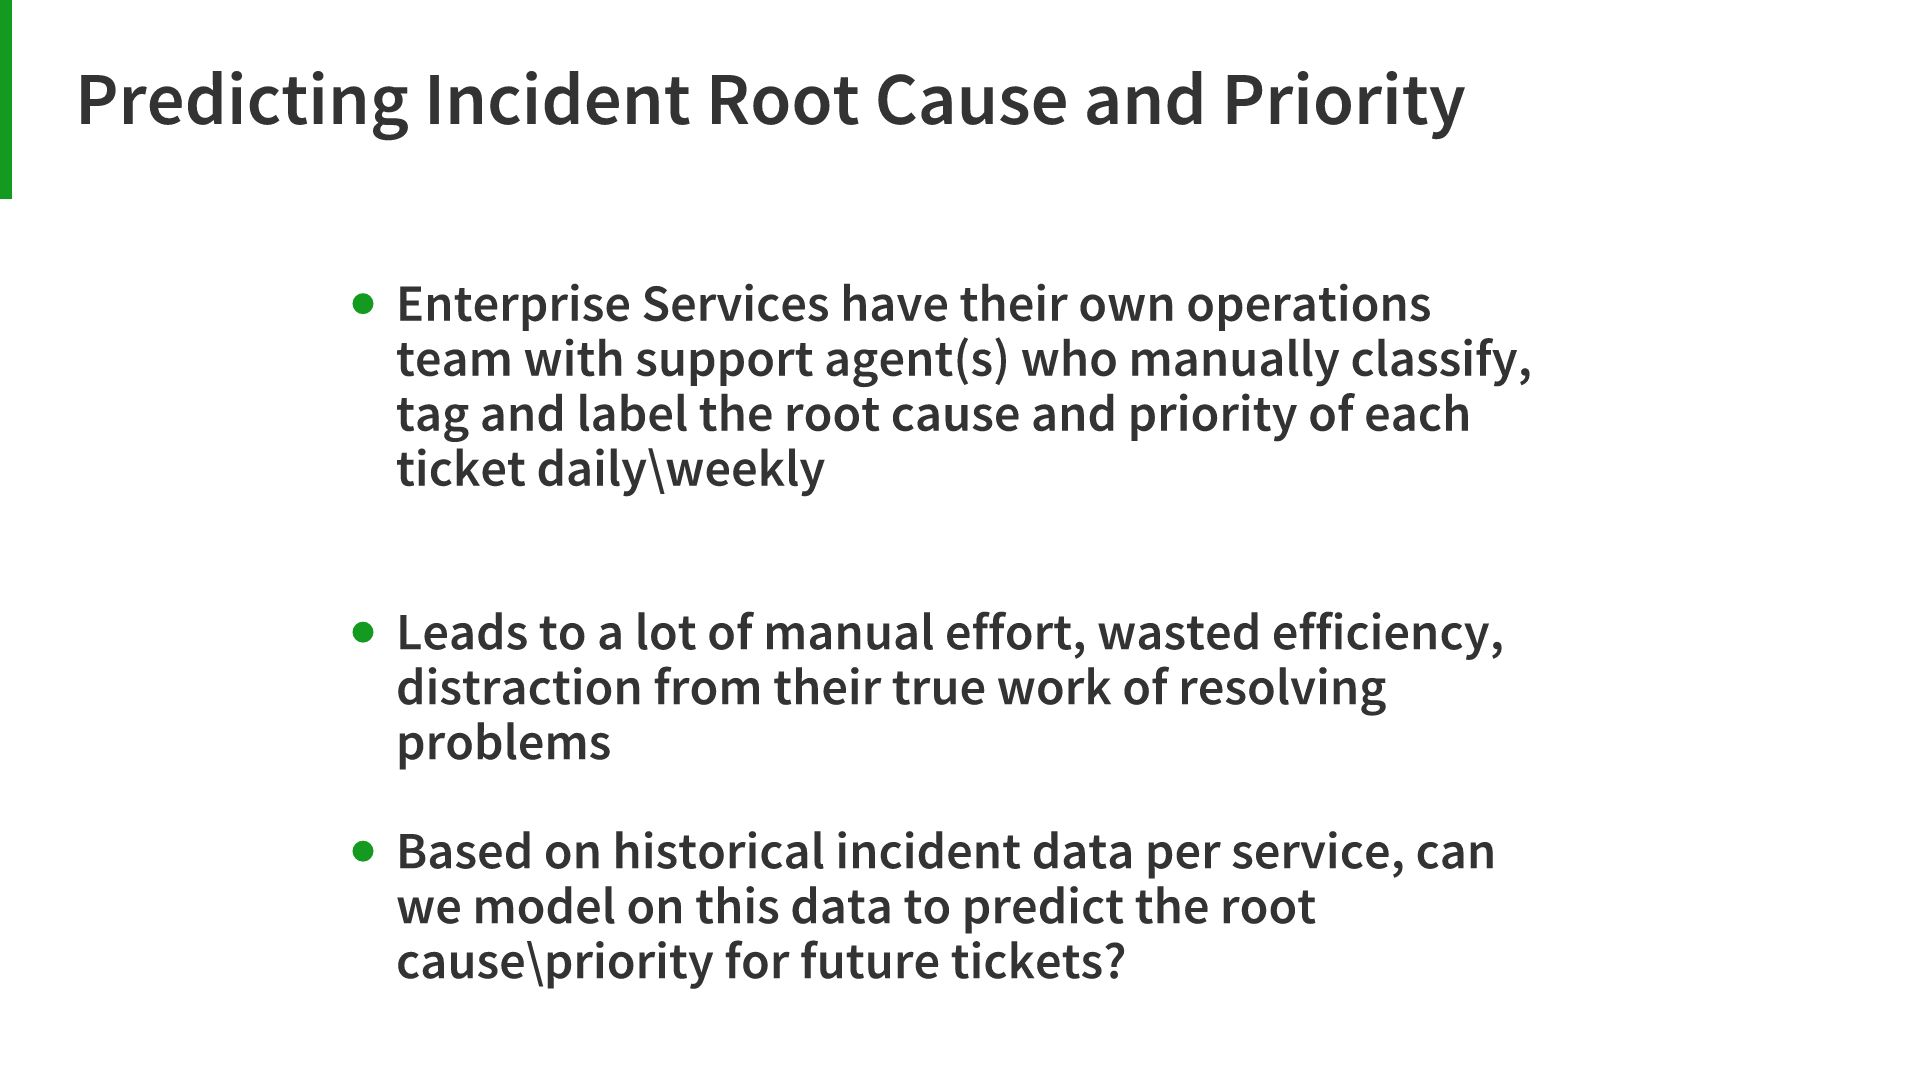 Predicting Incident Root Cause and Priority
Enterprise Services have their own operations
team with support agent(s) who manually classify,
tag and label the root cause and priority of each
ticket daily\weekly
Leads to a lot of manual effort, wasted efficiency,
distraction from their true work of resolving
problems
Based on historical incident data per service, can
we model on this data to predict the root
cause\priority for future tickets?